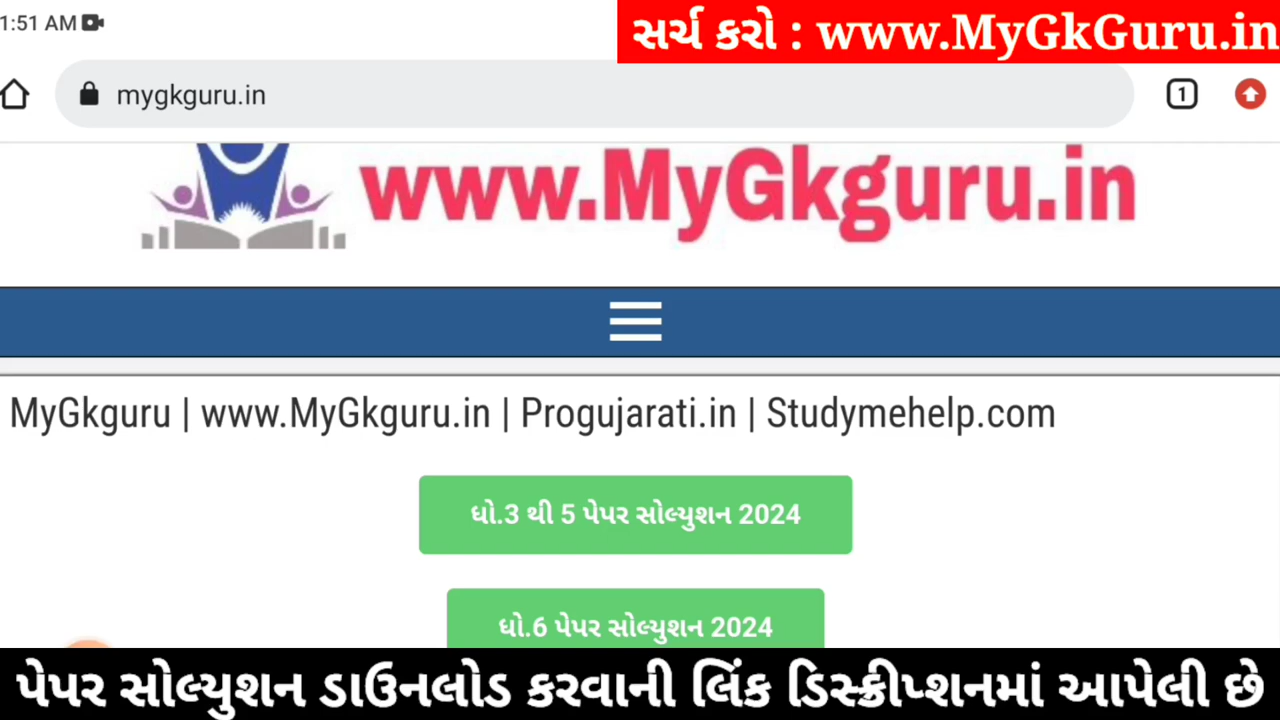 1:51 AM
સર્ચ કરો : www.MyGkGuru.in
mygkguru.in
1
www.MyGkguru.in
MyGkguru | www.MyGkguru.in | Progujarati.in | Studymehelp.com
ધો.3 થી 5 પેપર સોલ્યુશન 2024
ધો.6 પેપર સોલ્યુશન 2024
પેપર સોલ્યુશન ડાઉનલોડ કરવાની લિંક ડિસ્ક્રીપ્શનમાં આપેલી છે